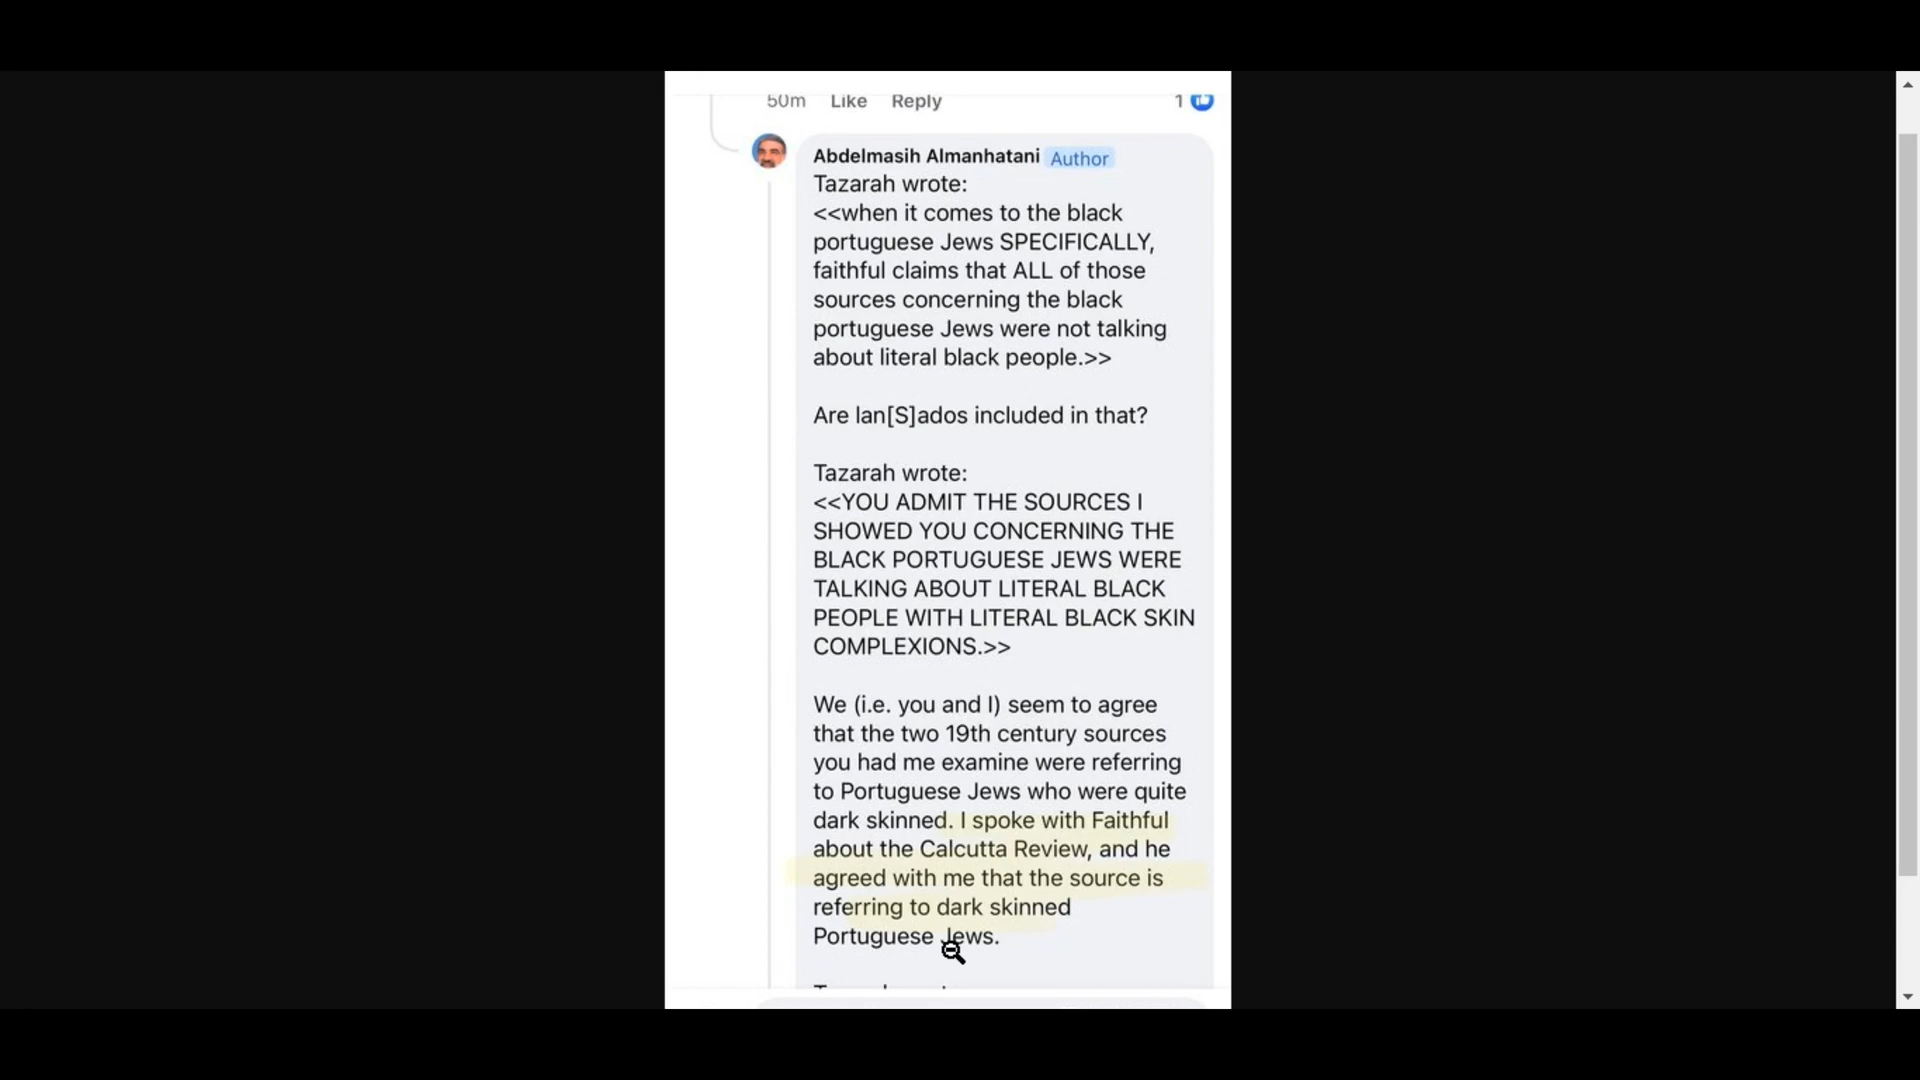 50m Like Reply 1
Abdelmasih Almanhatani Author
Tazarah wrote:
<<when it comes to the black
portuguese Jews SPECIFICALLY,
faithful claims that ALL of those
sources concerning the black
portuguese Jews were not talking
about literal black people.>>
Are lan[S]ados included in that?
Tazarah wrote:
<<YOU ADMIT THE SOURCES I
SHOWED YOU CONCERNING THE
BLACK PORTUGUESE JEWS WERE
TALKING ABOUT LITERAL BLACK
PEOPLE WITH LITERAL BLACK SKIN
COMPLEXIONS.>>
We (i.e. you and I) seem to agree
that the two 19th century sources
you had me examine were referring
to Portuguese Jews who were quite
dark skinned. I spoke with Faithful
about the Calcutta Review, and he
agreed with me that the source is
referring to dark skinned
Portuguese Jews.